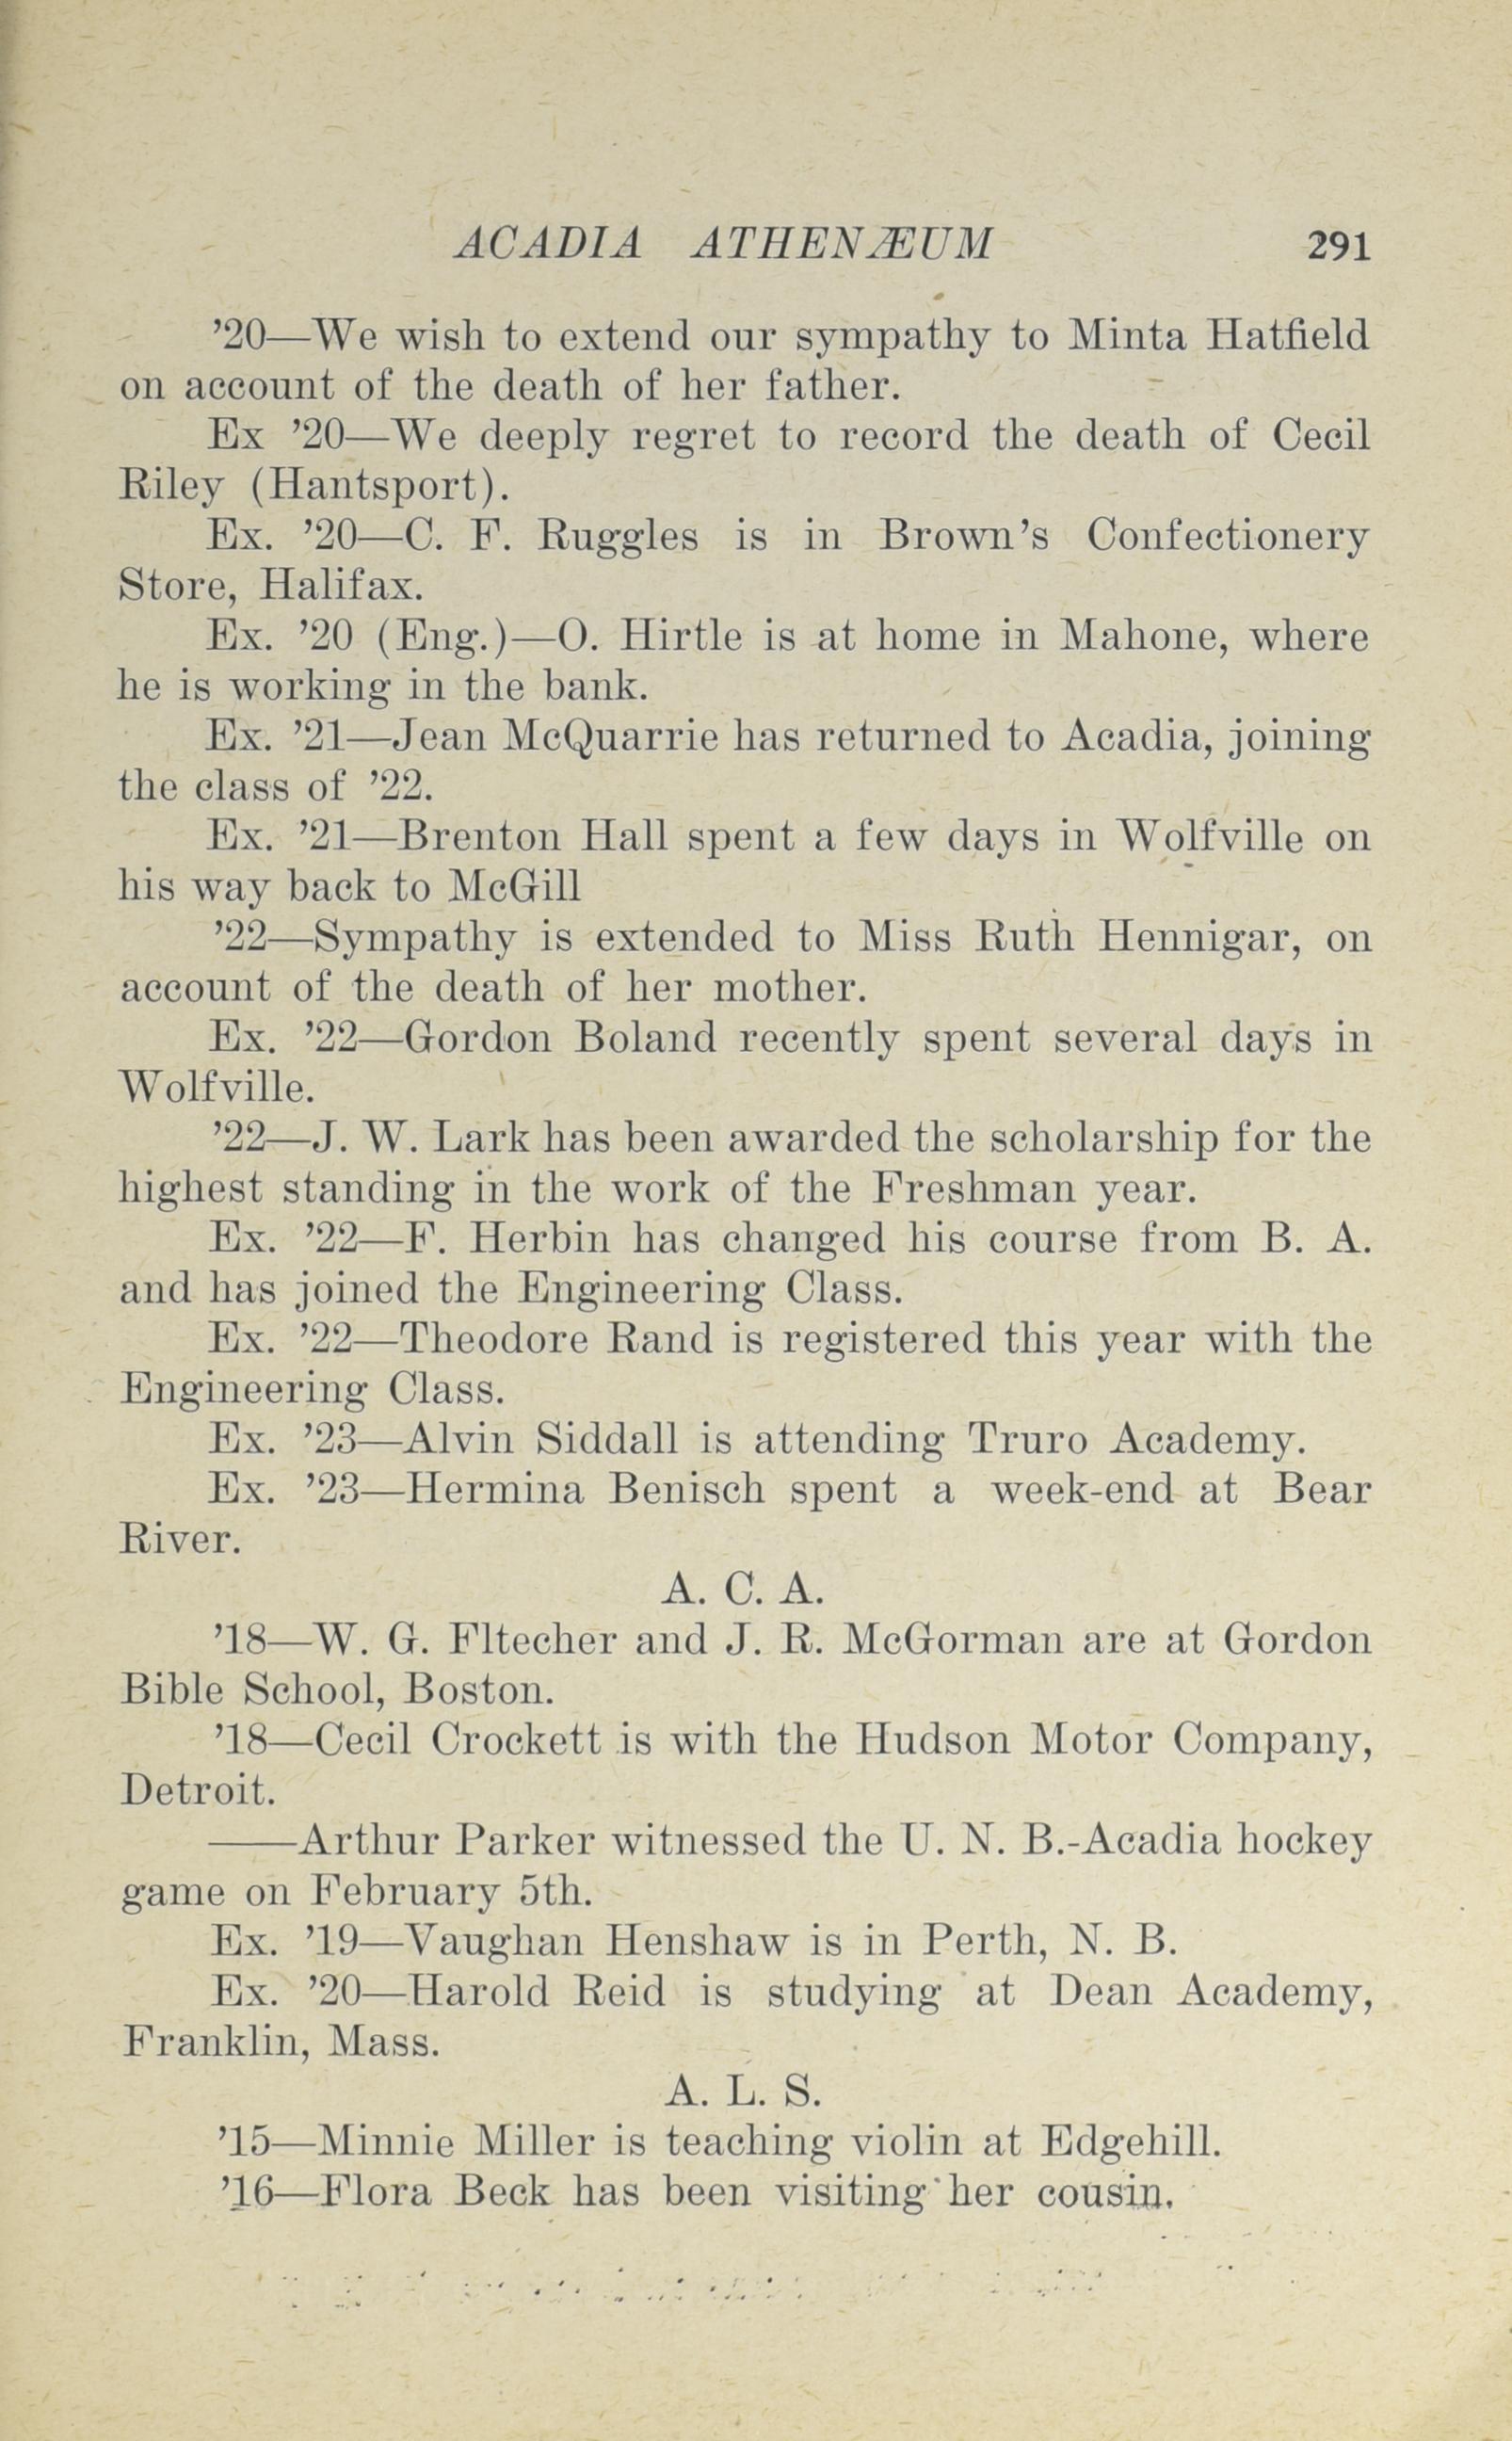 ACADIA ATHENÆUM 291
’20—We wish to extend our sympathy to Minta Hatfield
on account of the death of her father.
Ex ’20—We deeply regret to record the death of Cecil
Riley (Hantsport).
Ex. ’20—C. F. Ruggles is in Brown’s Confectionery
Store, Halifax.
Ex. ’20 (Eng.)—O. Hirtle is at home in Mahone, where
he is working in the bank.
Ex. ’21—Jean McQuarrie has returned to Acadia, joining
the class of ’22.
Ex. ’21—Brenton Hall spent a few days in Wolfville on
his way back to McGill
’22—Sympathy is extended to Miss Ruth Hennigar, on
account of the death of her mother.
Ex. ’22—Gordon Boland recently spent several days in
Wolfville.
’22—J. W. Lark has been awarded the scholarship for the
highest standing in the work of the Freshman year.
Ex. ’22—F. Herbin has changed his course from B. A.
and has joined the Engineering Class.
Ex. ’22—Theodore Rand is registered this year with the
Engineering Class.
Ex. ’23—Alvin Siddall is attending Truro Academy.
Ex. ’23—Hermina Benisch spent a week-end at Bear
River.
A. C. A.
’18—W. G. Fltecher and J. R. McGorman are at Gordon
Bible School, Boston.
’18—Cecil Crockett is with the Hudson Motor Company,
Detroit.
——Arthur Parker witnessed the U. N. B.-Acadia hockey
game on February 5th.
Ex. ’19—Vaughan Henshaw is in Perth, N. B.
Ex. ’20—Harold Reid is studying at Dean Academy,
Franklin, Mass.
A. L. S.
’15—Minnie Miller is teaching violin at Edgehill.
’16—Flora Beck has been visiting her cousin.